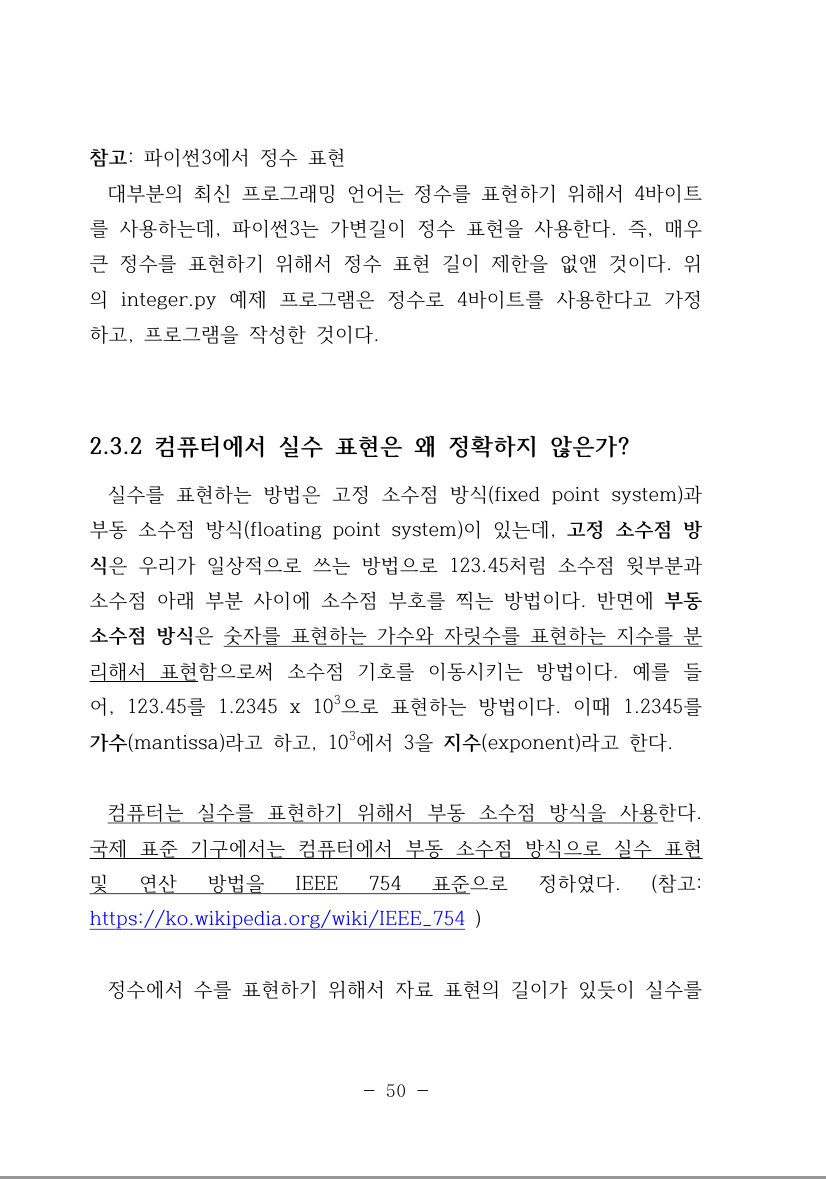 참고: 파이썬3에서 정수 표현
대부분의 최신 프로그래밍 언어는 정수를 표현하기 위해서 4바이트
를 사용하는데, 파이썬3는 가변길이 정수 표현을 사용한다. 즉, 매우
큰 정수를 표현하기 위해서 정수 표현 길이 제한을 없앤 것이다. 위
의 integer.py 예제 프로그램은 정수로 4바이트를 사용한다고 가정
하고, 프로그램을 작성한 것이다.
2.3.2 컴퓨터에서 실수 표현은 왜 정확하지 않은가?
실수를 표현하는 방법은 고정 소수점 방식(fixed point system)과
부동 소수점 방식(floating point system)이 있는데, 고정 소수점 방
식은 우리가 일상적으로 쓰는 방법으로 123.45처럼 소수점 윗부분과
소수점 아래 부분 사이에 소수점 부호를 찍는 방법이다. 반면에 부동
소수점 방식은 숫자를 표현하는 가수와 자릿수를 표현하는 지수를 분
리해서 표현함으로써 소수점 기호를 이동시키는 방법이다. 예를 들
어, 123.45를 1.2345 x 10³으로 표현하는 방법이다. 이때 1.2345를
가수(mantissa)라고 하고, 10³에서 3을 지수(exponent)라고 한다.
컴퓨터는 실수를 표현하기 위해서 부동 소수점 방식을 사용한다.
국제 표준 기구에서는 컴퓨터에서 부동 소수점 방식으로 실수 표현
및 연산 방법을 IEEE 754 표준으로 정하였다. (참고:
https://ko.wikipedia.org/wiki/IEEE_754 )
정수에서 수를 표현하기 위해서 자료 표현의 길이가 있듯이 실수를
- 50 -